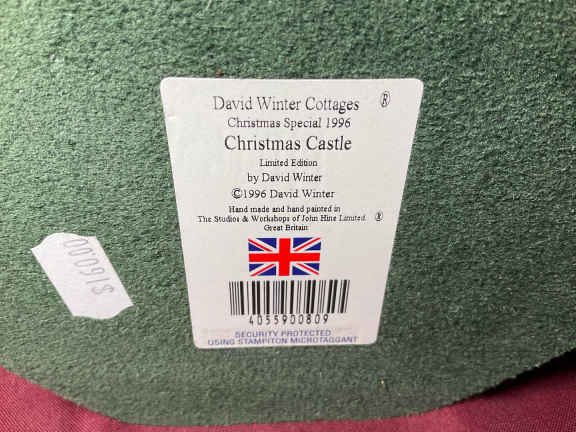 David Winter Cottages ®
Christmas Special 1996
Christmas Castle
Limited Edition
by David Winter
©1996 David Winter
Hand made and hand painted in
The Studios & Workshops of John Hine Limited ®
Great Britain
4055900809
SECURITY PROTECTED
USING STAMPITON MICROTAGGANT
$160.00